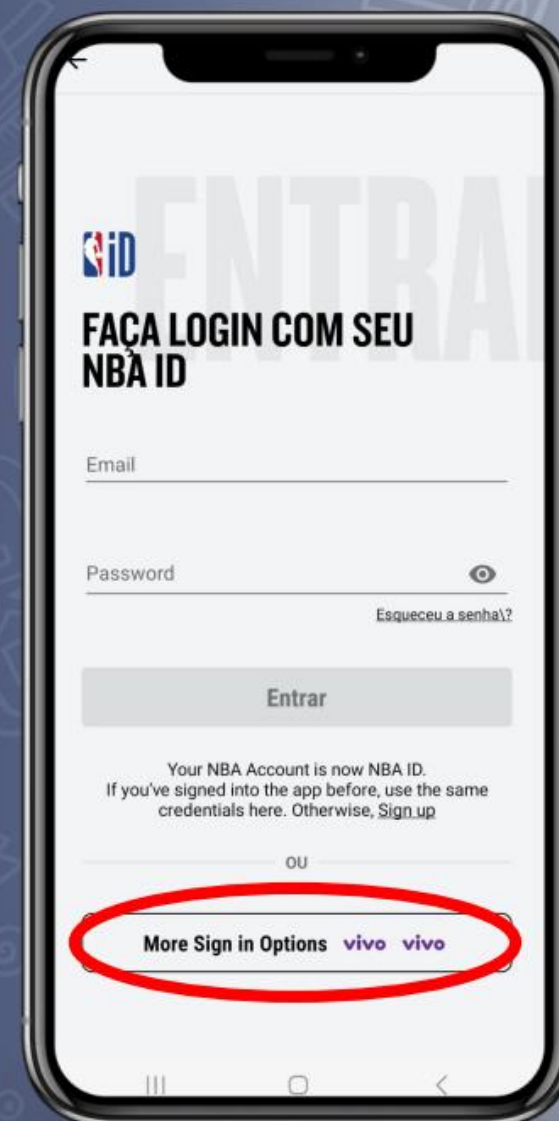 ENTRAR
iD
FAÇA LOGIN COM SEU
NBA ID
Email
Password
Esqueceu a senha\?
Entrar
Your NBA Account is now NBA ID.
If you've signed into the app before, use the same
credentials here. Otherwise, Sign up
OU
More Sign in Options vivo vivo